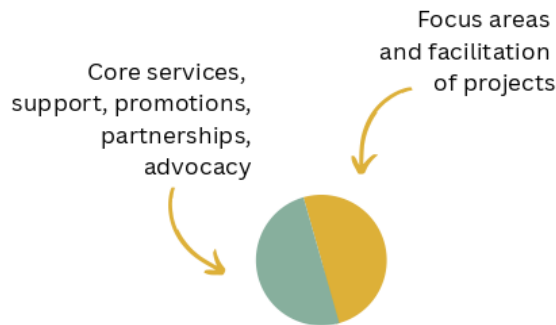 Focus areas
and facilitation
of projects
Core services,
support, promotions,
partnerships,
advocacy